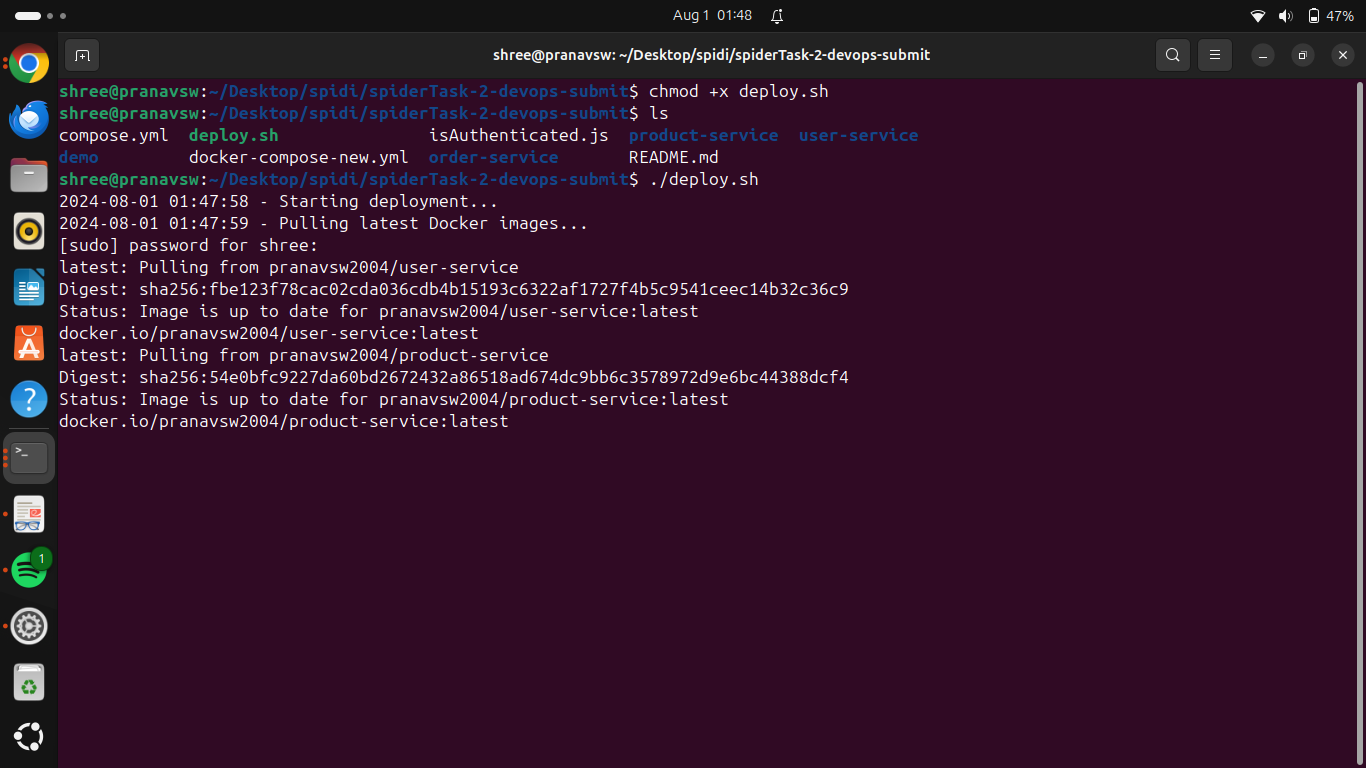 Aug 1 01:48
47%
shree@pranavsw: ~/Desktop/spidi/spiderTask-2-devops-submit
shree@pranavsw:~/Desktop/spidi/spiderTask-2-devops-submit$ chmod +x deploy.sh
shree@pranavsw:~/Desktop/spidi/spiderTask-2-devops-submit$ ls
compose.yml deploy.sh isAuthenticated.js product-service user-service
demo docker-compose-new.yml order-service README.md
shree@pranavsw:~/Desktop/spidi/spiderTask-2-devops-submit$ ./deploy.sh
2024-08-01 01:47:58 - Starting deployment...
2024-08-01 01:47:59 - Pulling latest Docker images...
[sudo] password for shree:
latest: Pulling from pranavsw2004/user-service
Digest: sha256:fbe123f78cac02cda036cdb4b15193c6322af1727f4b5c9541ceec14b32c36c9
Status: Image is up to date for pranavsw2004/user-service:latest
docker.io/pranavsw2004/user-service:latest
latest: Pulling from pranavsw2004/product-service
Digest: sha256:54e0bfc9227da60bd2672432a86518ad674dc9bb6c3578972d9e6bc44388dcf4
Status: Image is up to date for pranavsw2004/product-service:latest
docker.io/pranavsw2004/product-service:latest
>_
1